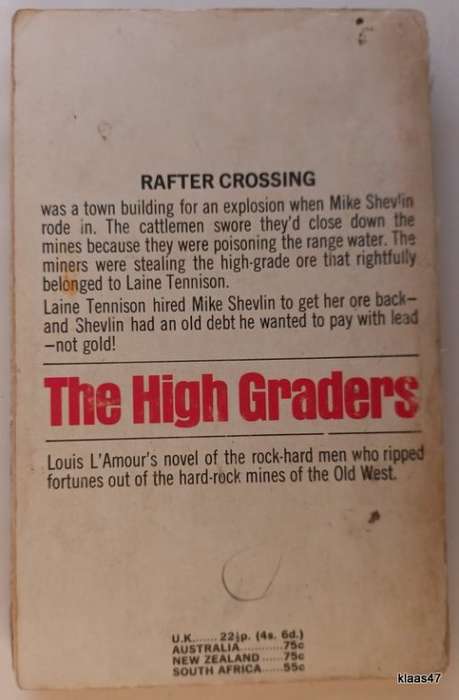 RAFTER CROSSING
was a town building for an explosion when Mike Shevlin
rode in. The cattlemen swore they'd close down the
mines because they were poisoning the range water. The
miners were stealing the high-grade ore that rightfully
belonged to Laine Tennison.
Laine Tennison hired Mike Shevlin to get her ore back—
and Shevlin had an old debt he wanted to pay with lead
—not gold!
The High Graders
Louis L'Amour's novel of the rock-hard men who ripped
fortunes out of the hard-rock mines of the Old West.
U.K....... 22½p. (4s. 6d.)
AUSTRALIA............75c
NEW ZEALAND .....75c
SOUTH AFRICA.....55c
klaas47